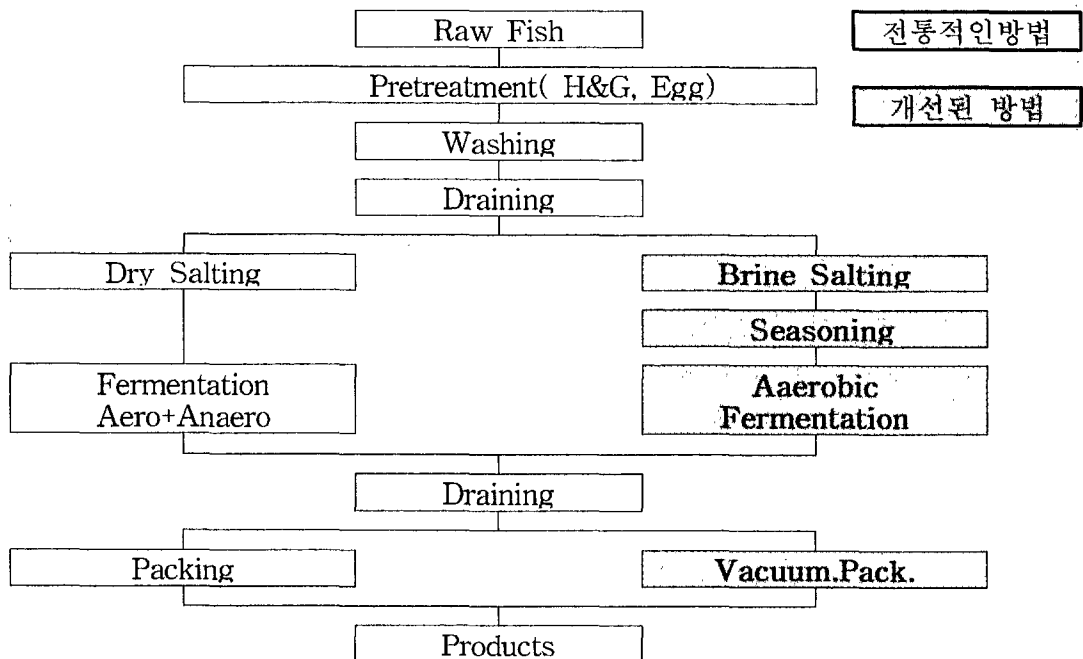 Raw Fish
전통적인방법
Pretreatment( H&G, Egg)
개선된 방법
Washing
Draining
Dry Salting
Brine Salting
Seasoning
Fermentation
Aero+Anaero
Aaerobic
Fermentation
Draining
Packing
Vacuum.Pack.
Products